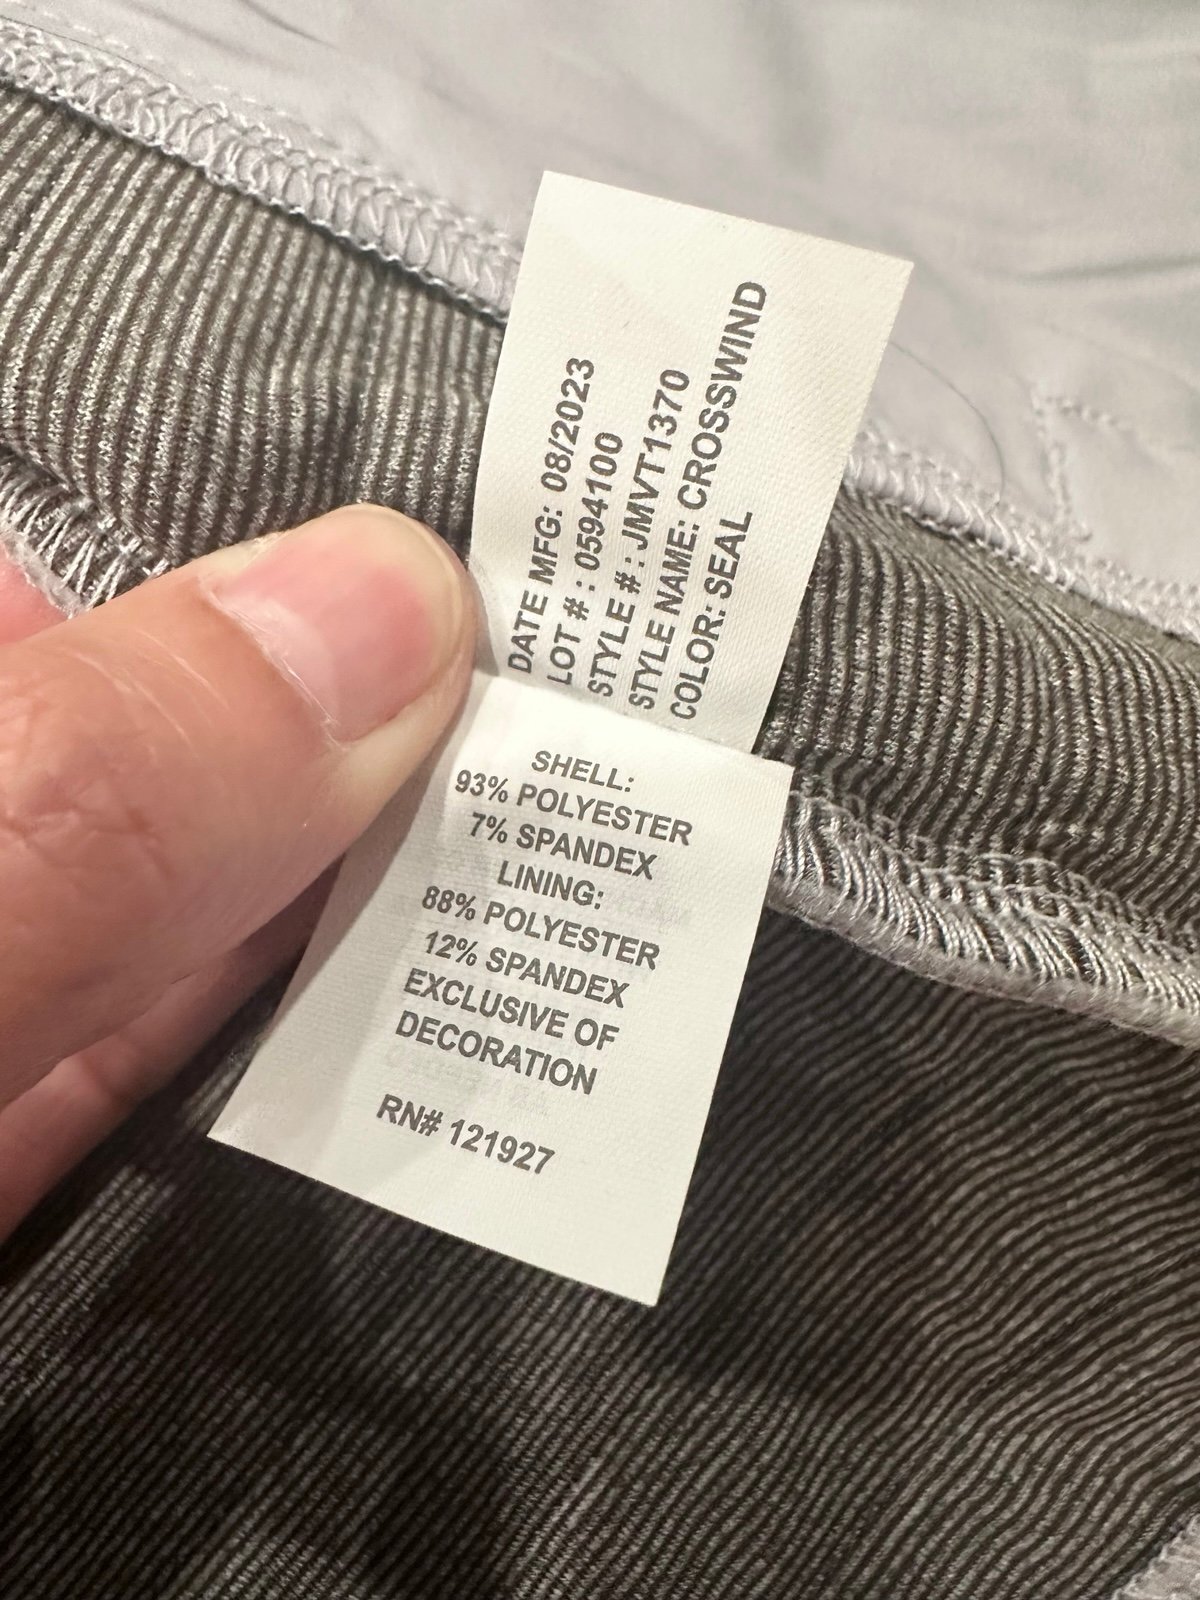 DATE MFG: 08/2023
LOT # : 0594100
STYLE # : JMVT1370
STYLE NAME: CROSSWIND
COLOR: SEAL
SHELL:
93% POLYESTER
7% SPANDEX
LINING:
88% POLYESTER
12% SPANDEX
EXCLUSIVE OF
DECORATION
RN# 121927